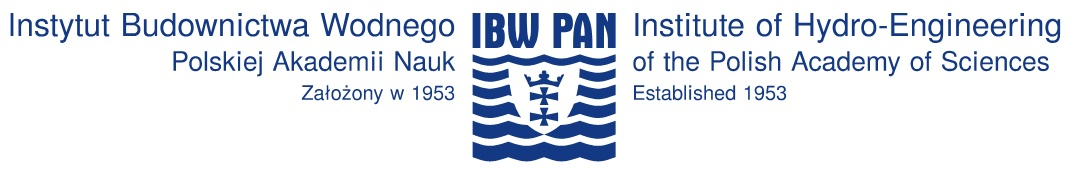 Instytut Budownictwa Wodnego
Polskiej Akademii Nauk
Założony w 1953
IBW PAN
Institute of Hydro-Engineering
of the Polish Academy of Sciences
Established 1953